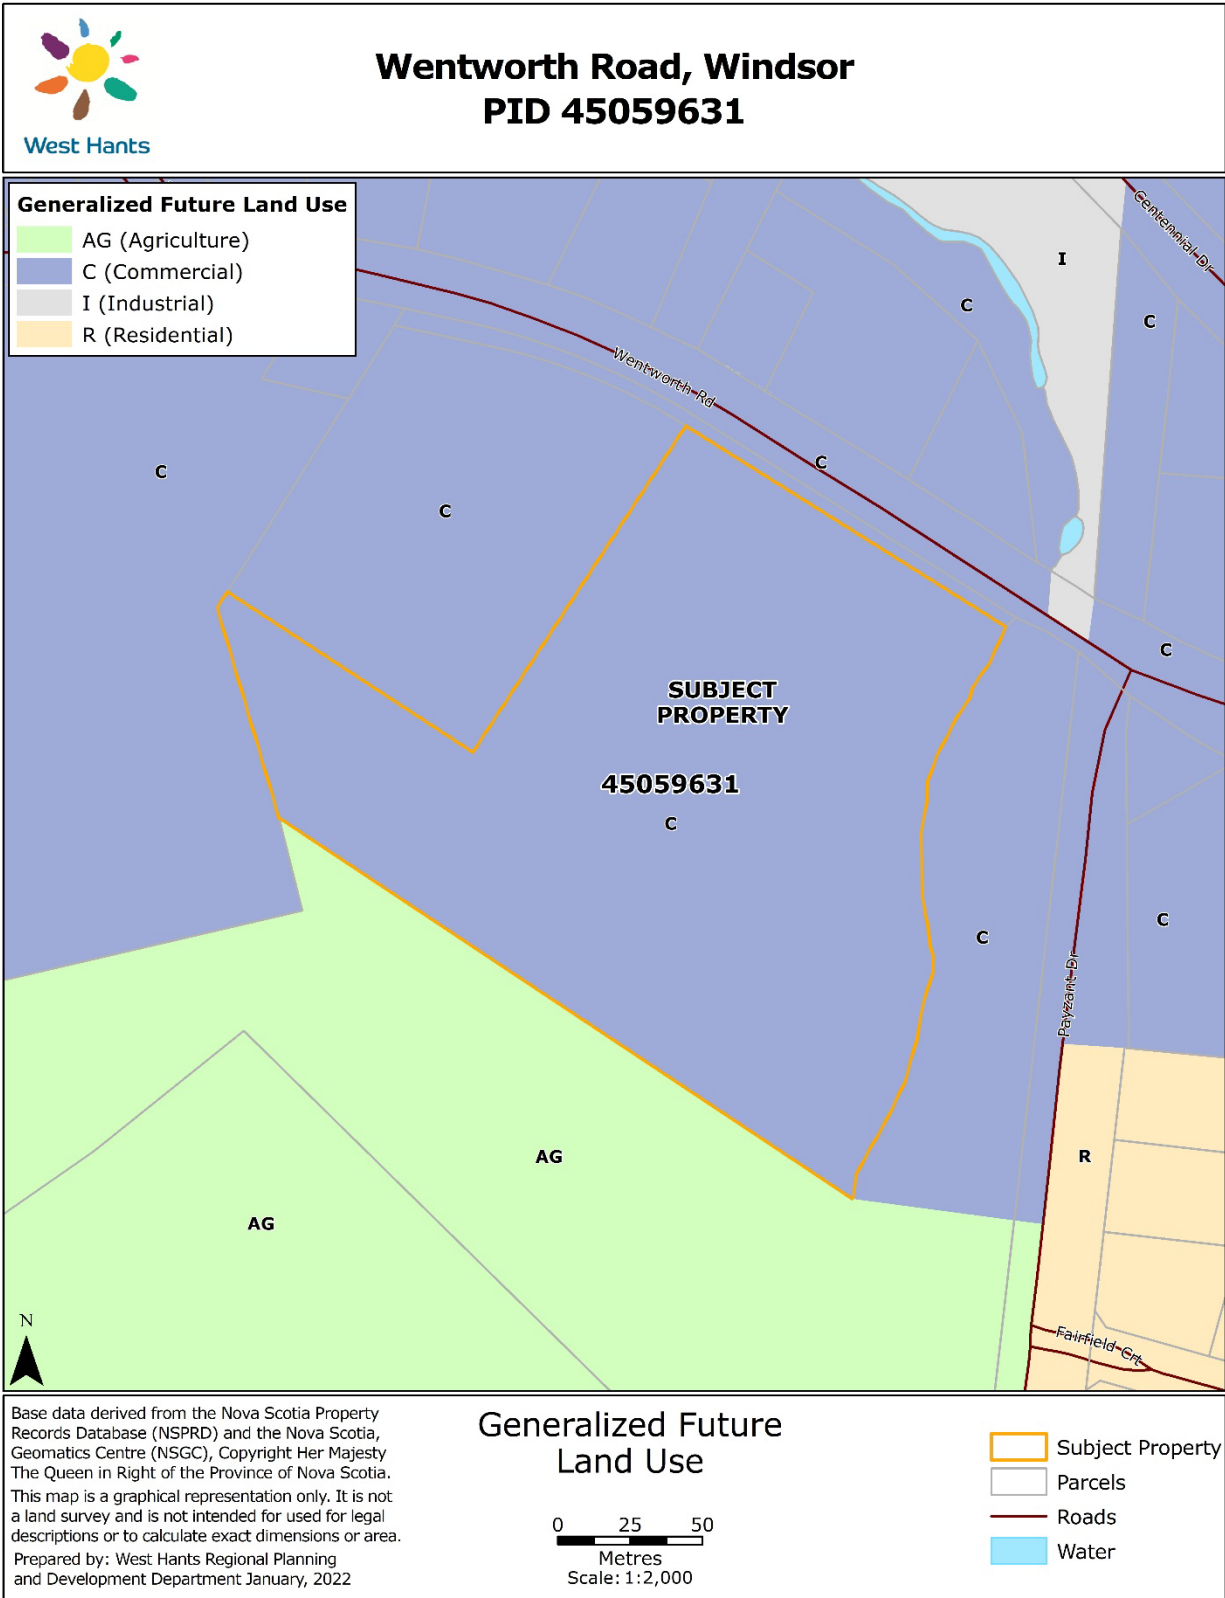 West Hants
Wentworth Road, Windsor
PID 45059631
Generalized Future Land Use
AG (Agriculture)
C (Commercial)
I (Industrial)
R (Residential)
Centennial Dr
I
C
C
Wentworth Rd
C
C
C
C
SUBJECT
PROPERTY
45059631
C
C
C
Payzant Dr
AG
R
AG
Fairfield Crt
N
Base data derived from the Nova Scotia Property
Records Database (NSPRD) and the Nova Scotia,
Geomatics Centre (NSGC), Copyright Her Majesty
The Queen in Right of the Province of Nova Scotia.
This map is a graphical representation only. It is not
a land survey and is not intended for used for legal
descriptions or to calculate exact dimensions or area.
Prepared by: West Hants Regional Planning
and Development Department January, 2022
Generalized Future
Land Use
0 25 50
Metres
Scale: 1:2,000
Subject Property
Parcels
Roads
Water